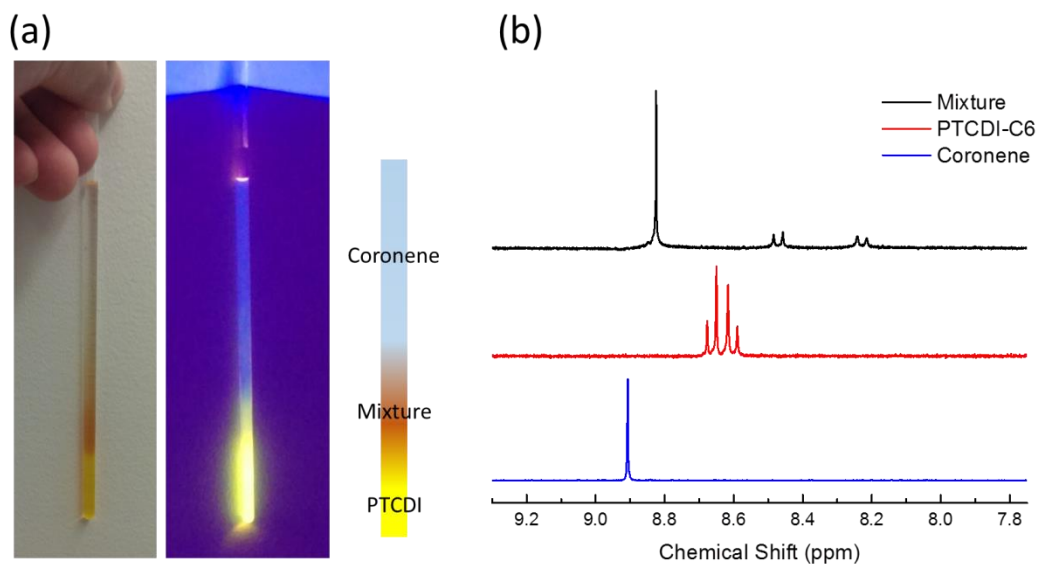 (a)
Coronene
Mixture
PTCDI
(b)
Mixture
PTCDI-C6
Coronene
9.2 9.0 8.8 8.6 8.4 8.2 8.0 7.8
Chemical Shift (ppm)